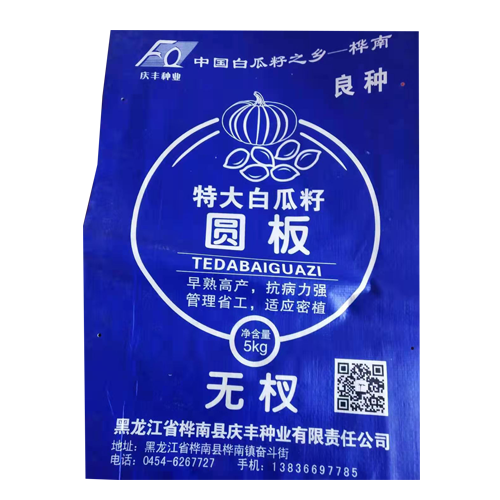 FQ
庆丰种业
中国白瓜籽之乡—桦南
良种
特大白瓜籽
圆板
TEDABAIGUAZI
早熟高产，抗病力强
管理省工，适应密植
净含量
5kg
无杈
黑龙江省桦南县庆丰种业有限责任公司
地址：黑龙江省桦南县桦南镇奋斗街
电话：0454-6267727 手机：13836697785